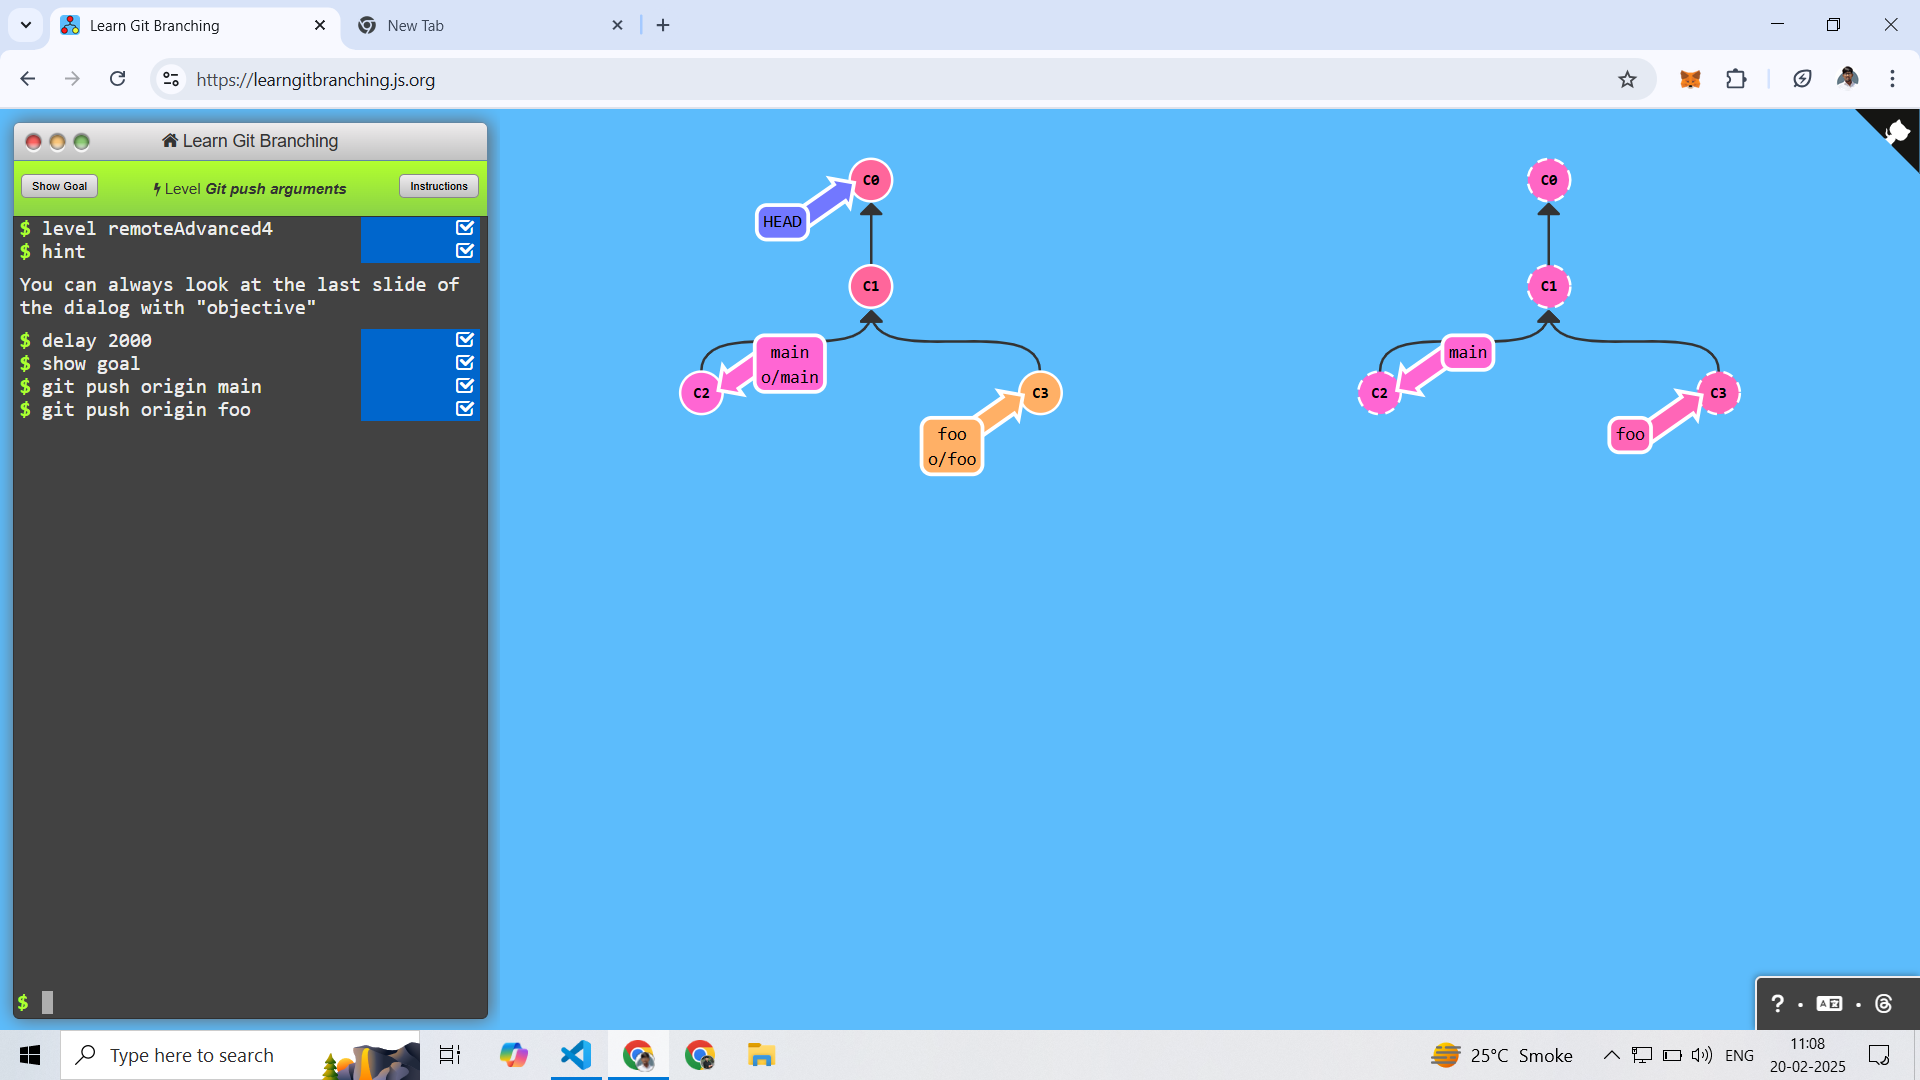 Learn Git Branching
New Tab
https://learngitbranching.js.org
Learn Git Branching
Show Goal
Level Git push arguments
Instructions
$ level remoteAdvanced4
$ hint
You can always look at the last slide of
the dialog with "objective"
$ delay 2000
$ show goal
$ git push origin main
$ git push origin foo
$
C0
HEAD
C1
main
o/main
C2
C3
foo
o/foo
C0
C1
main
C2
C3
foo
?
Type here to search
25°C Smoke
ENG
11:08
20-02-2025